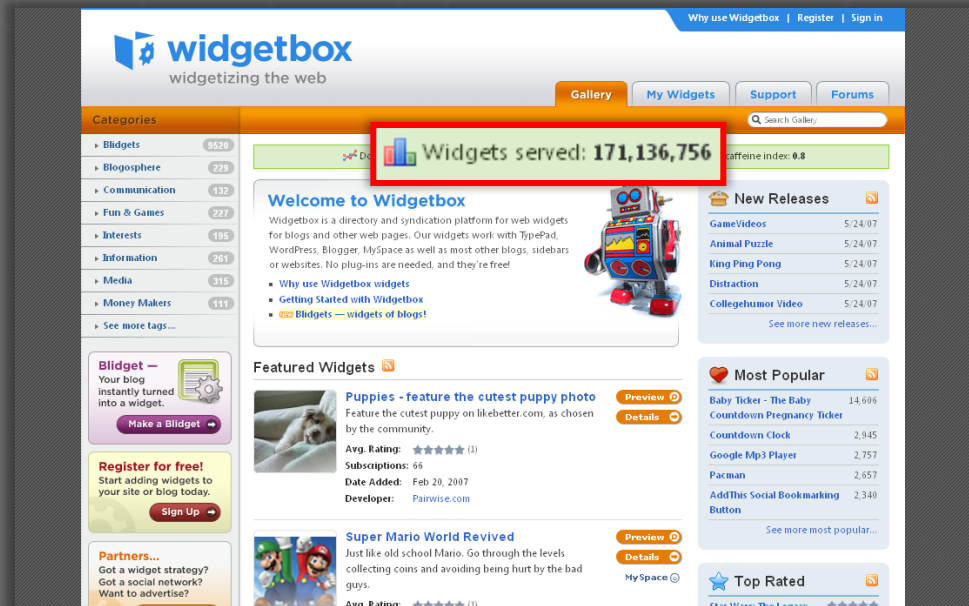 Why use Widgetbox | Register | Sign in
widgetbox
widgetizing the web
Gallery
My Widgets
Support
Forums
Categories
Search Gallery
Blidgets 9520
Blogosphere 229
Communication 132
Fun & Games 227
Interests 195
Information 261
Media 315
Money Makers 111
See more tags...
Blidget —
Your blog
instantly turned
into a widget.
Make a Blidget
Register for free!
Start adding widgets to
your site or blog today.
Sign Up
Partners...
Got a widget strategy?
Got a social network?
Want to advertise?
Widgets served: 171,136,756
caffeine index: 0.8
Welcome to Widgetbox
Widgetbox is a directory and syndication platform for web widgets
for blogs and other web pages. Our widgets work with TypePad,
WordPress, Blogger, MySpace as well as most other blogs, sidebars
or websites. No plug-ins are needed, and they're free!
Why use Widgetbox widgets
Getting Started with Widgetbox
Blidgets — widgets of blogs!
Featured Widgets
Puppies - feature the cutest puppy photo
Feature the cutest puppy on likebetter.com, as chosen
by the community.
Avg. Rating: (1)
Subscriptions: 66
Date Added: Feb 20, 2007
Developer: Pairwise.com
Preview
Details
Super Mario World Revived
Just like old school Mario. Go through the levels
collecting coins and avoiding being hurt by the bad
guys.
Avg. Rating: (1)
Preview
Details
MySpace
New Releases
GameVideos 5/24/07
Animal Puzzle 5/24/07
King Ping Pong 5/24/07
Distraction 5/24/07
Collegehumor Video 5/24/07
See more new releases...
Most Popular
Baby Ticker - The Baby 14,606
Countdown Pregnancy Ticker
Countdown Clock 2,945
Google Mp3 Player 2,757
Pacman 2,657
AddThis Social Bookmarking 2,340
Button
See more most popular...
Top Rated
Star Wars: The Legacy